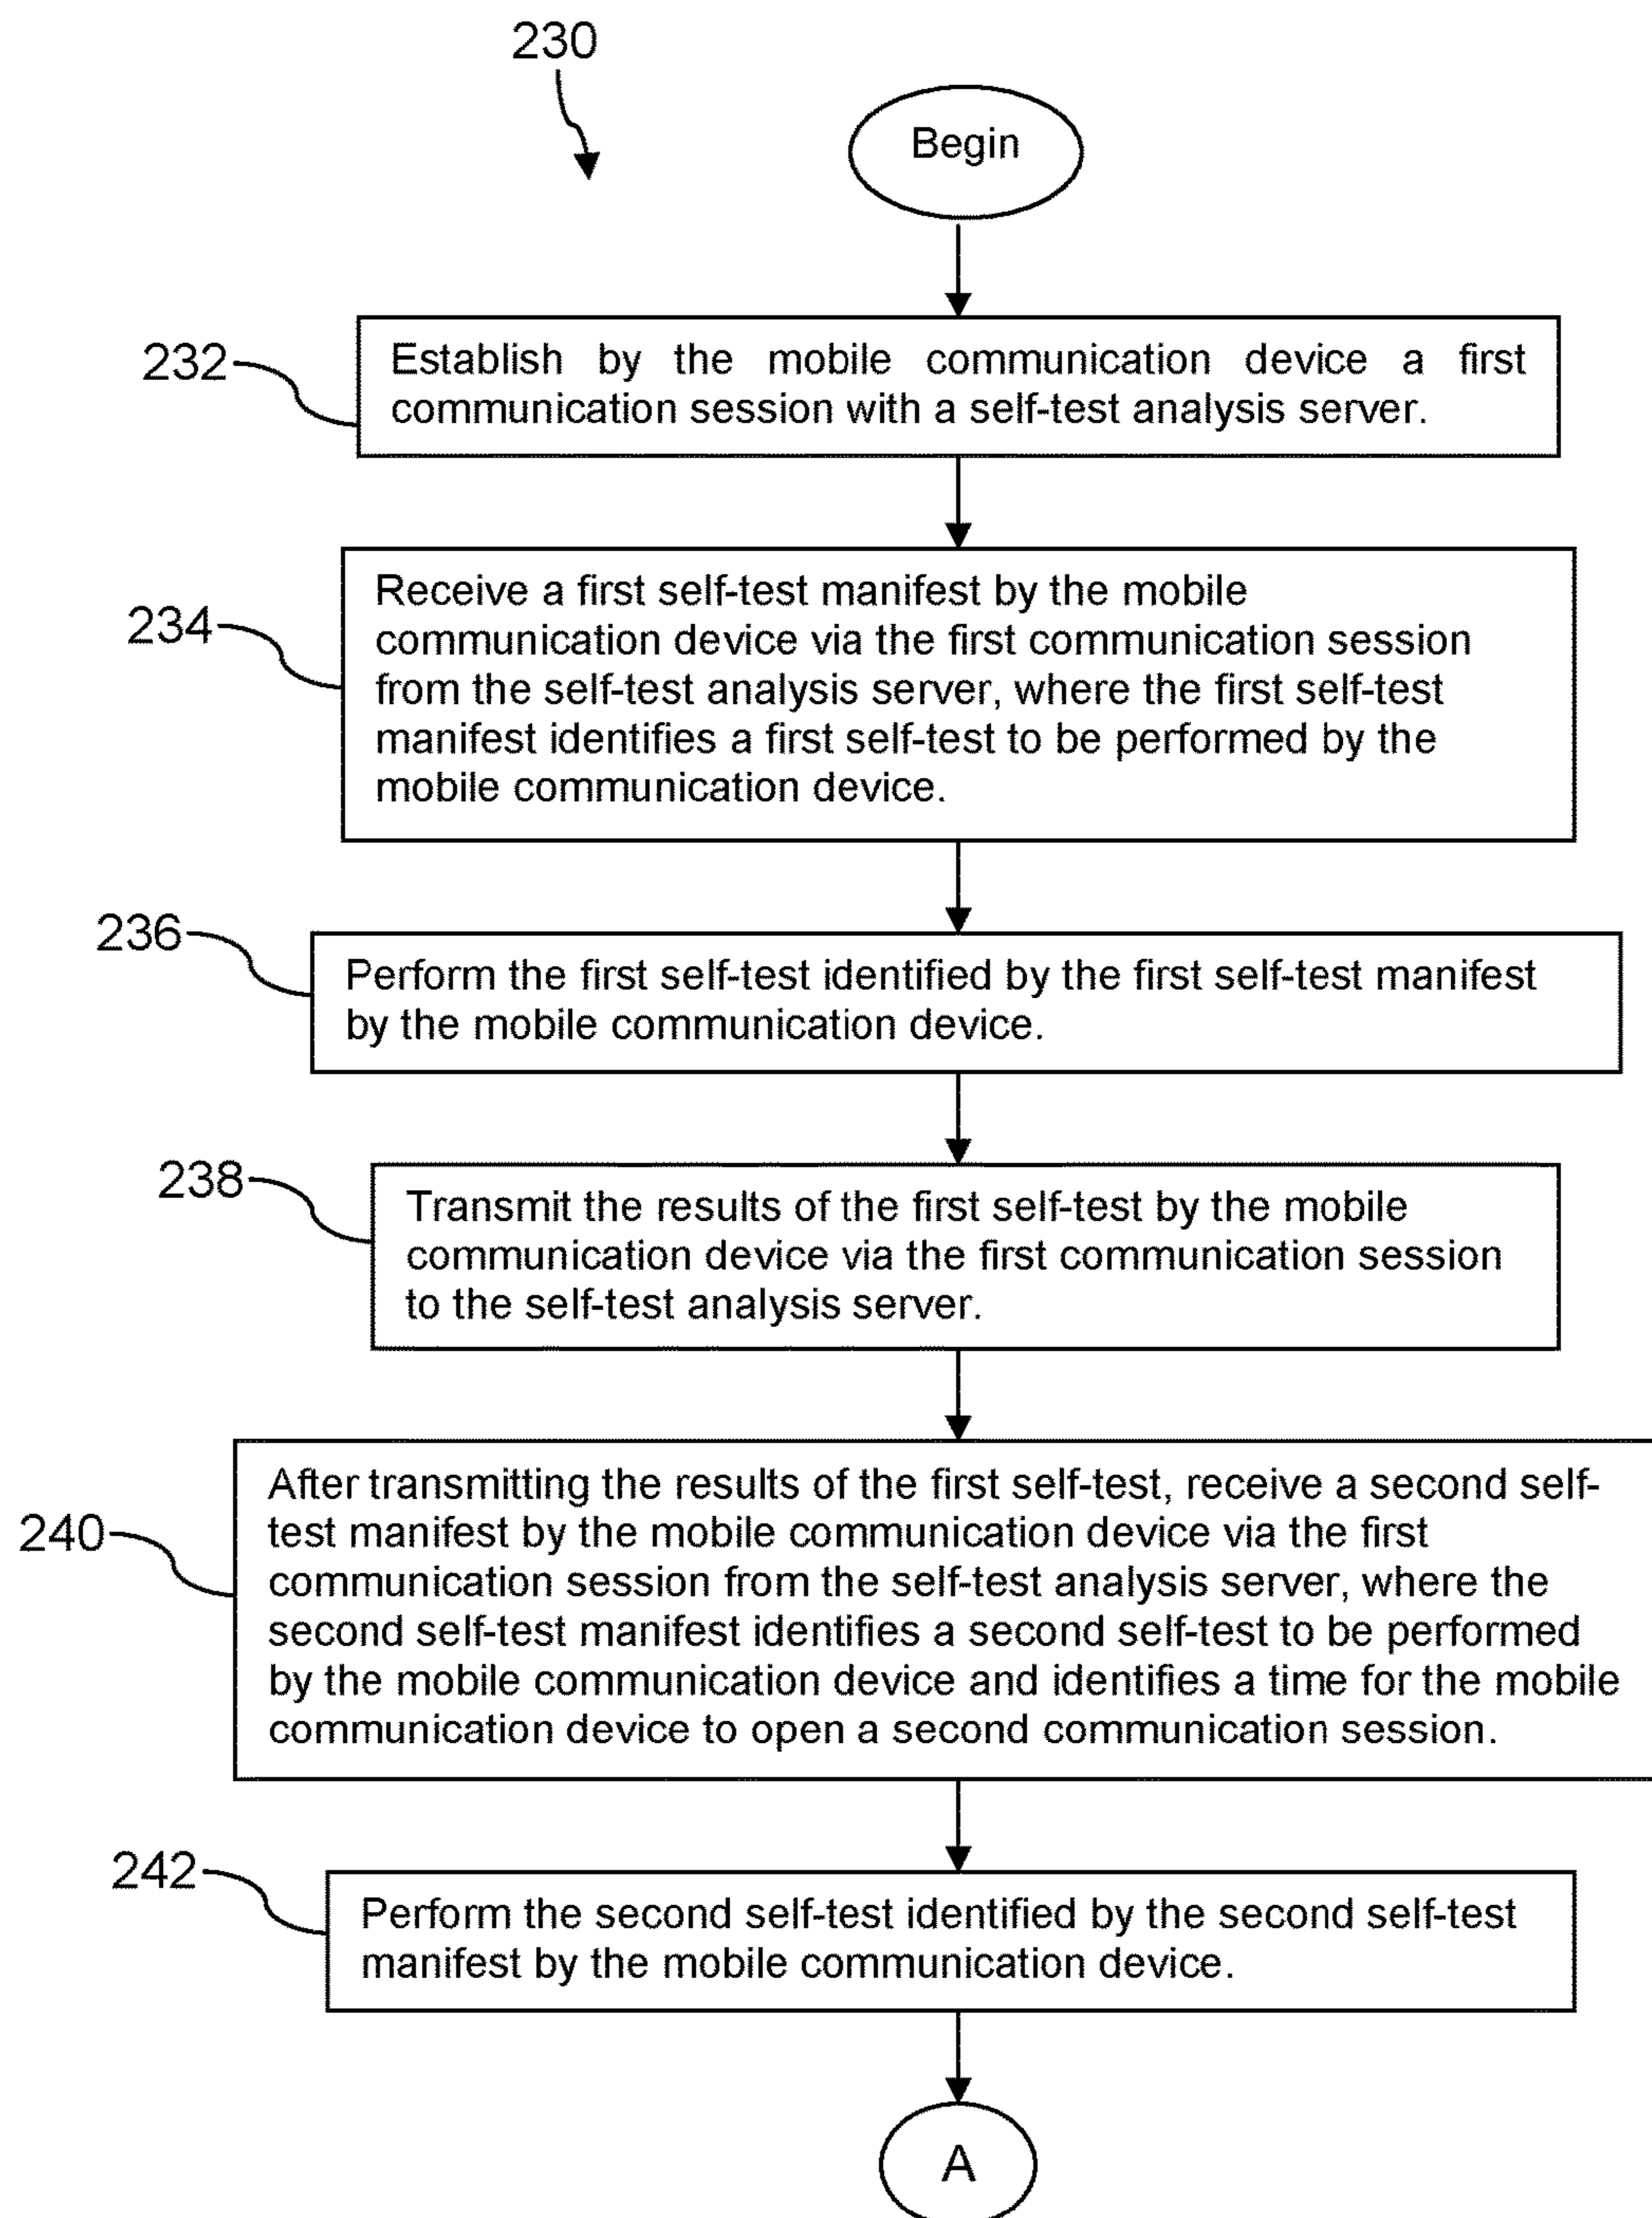 230
Begin
232
Establish by the mobile communication device a first
communication session with a self-test analysis server.
234
Receive a first self-test manifest by the mobile
communication device via the first communication session
from the self-test analysis server, where the first self-test
manifest identifies a first self-test to be performed by the
mobile communication device.
236
Perform the first self-test identified by the first self-test manifest
by the mobile communication device.
238
Transmit the results of the first self-test by the mobile
communication device via the first communication session
to the self-test analysis server.
240
After transmitting the results of the first self-test, receive a second self-
test manifest by the mobile communication device via the first
communication session from the self-test analysis server, where the
second self-test manifest identifies a second self-test to be performed
by the mobile communication device and identifies a time for the mobile
communication device to open a second communication session.
242
Perform the second self-test identified by the second self-test
manifest by the mobile communication device.
A